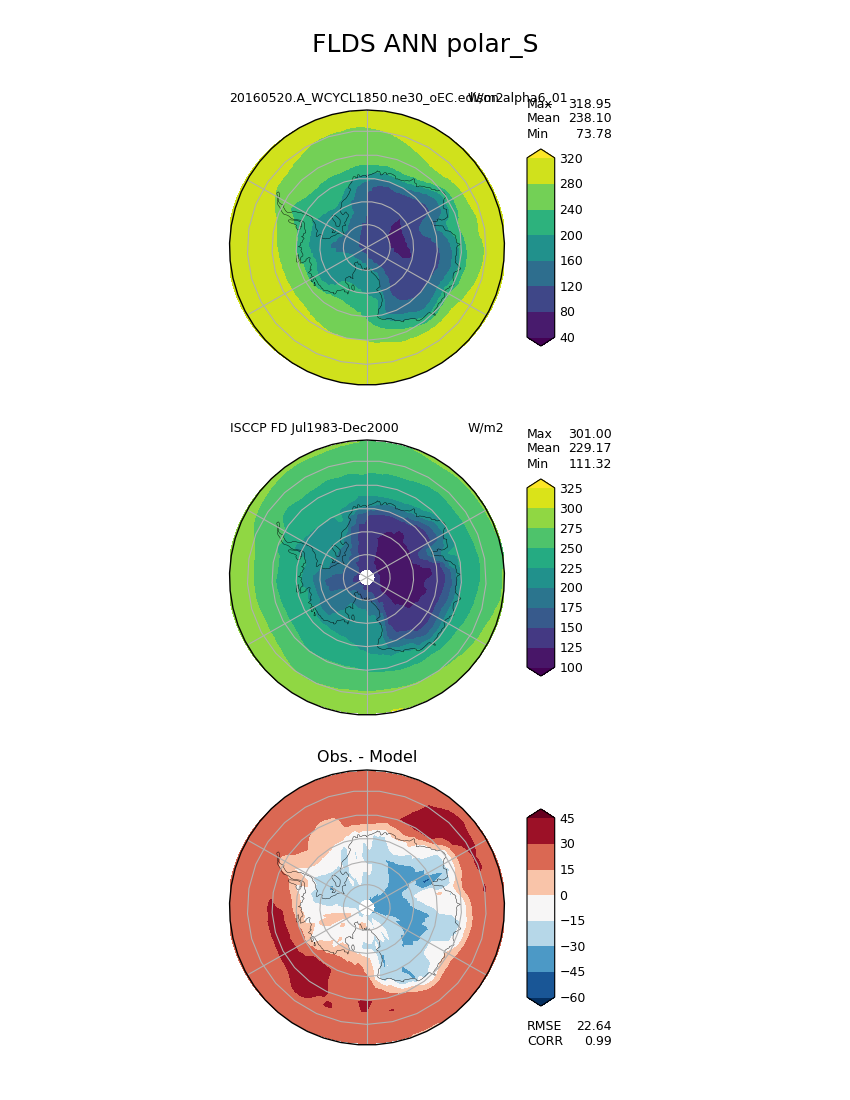 FLDS ANN polar_S
20160520.A_WCYCL1850.ne30_oEC.edison.alpha6_01
W/m2
Max 318.95
Mean 238.10
Min 73.78
320
280
240
200
160
120
80
40
ISCCP FD Jul1983-Dec2000 W/m2
Max 301.00
Mean 229.17
Min 111.32
325
300
275
250
225
200
175
150
125
100
Obs. - Model
45
30
15
0
−15
−30
−45
−60
RMSE 22.64
CORR 0.99